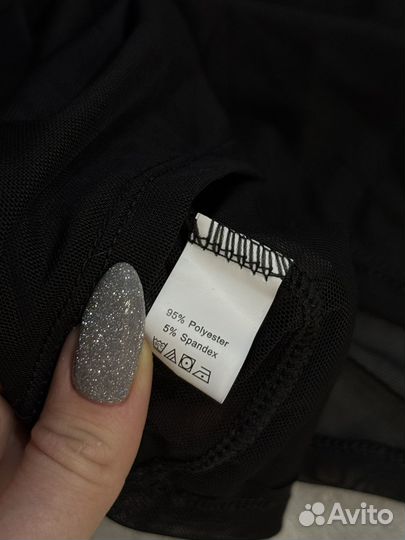 95% Polyester
5% Spandex
Avito